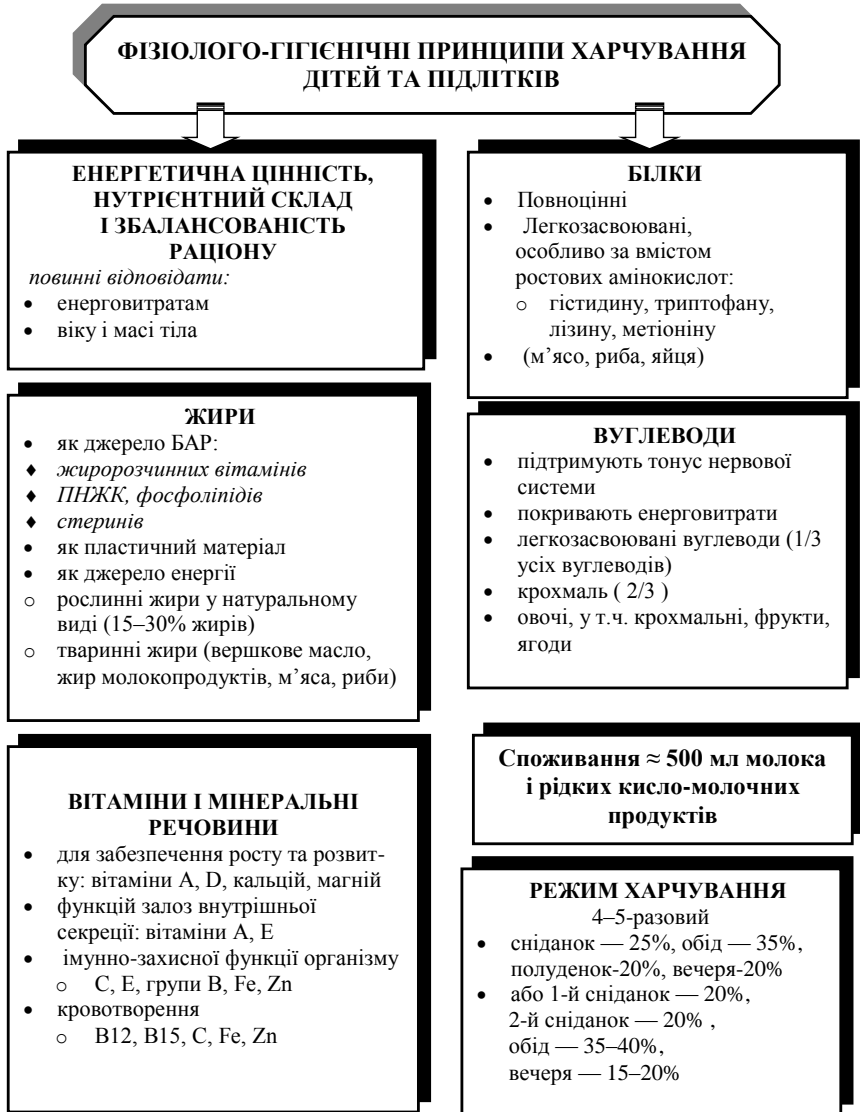 ФІЗІОЛОГО-ГІГІЄНІЧНІ ПРИНЦИПИ ХАРЧУВАННЯ
ДІТЕЙ ТА ПІДЛІТКІВ
ЕНЕРГЕТИЧНА ЦІННІСТЬ,
НУТРІЄНТНИЙ СКЛАД
І ЗБАЛАНСОВАНІСТЬ
РАЦІОНУ
повинні відповідати:
• енерговитратам
• віку і масі тіла
БІЛКИ
• Повноцінні
• Легкозасвоювані,
особливо за вмістом
ростових амінокислот:
o гістидину, триптофану,
лізину, метіоніну
• (м’ясо, риба, яйця)
ЖИРИ
• як джерело БАР:
♦ жиророзчинних вітамінів
♦ ПНЖК, фосфоліпідів
♦ стеринів
• як пластичний матеріал
• як джерело енергії
o рослинні жири у натуральному
виді (15–30% жирів)
o тваринні жири (вершкове масло,
жир молокопродуктів, м’яса, риби)
ВУГЛЕВОДИ
• підтримують тонус нервової
системи
• покривають енерговитрати
• легкозасвоювані вуглеводи (1/3
усіх вуглеводів)
• крохмаль ( 2/3 )
• овочі, у т.ч. крохмальні, фрукти,
ягоди
ВІТАМІНИ І МІНЕРАЛЬНІ
РЕЧОВИНИ
• для забезпечення росту та розвит-
ку: вітаміни А, D, кальцій, магній
• функцій залоз внутрішньої
секреції: вітаміни А, Е
• імунно-захисної функції організму
o С, Е, групи В, Fe, Zn
• кровотворення
o В12, В15, С, Fe, Zn
Споживання ≈ 500 мл молока
і рідких кисло-молочних
продуктів
РЕЖИМ ХАРЧУВАННЯ
4–5-разовий
• сніданок — 25%, обід — 35%,
полуденок-20%, вечеря-20%
• або 1-й сніданок — 20%,
2-й сніданок — 20% ,
обід — 35–40%,
вечеря — 15–20%